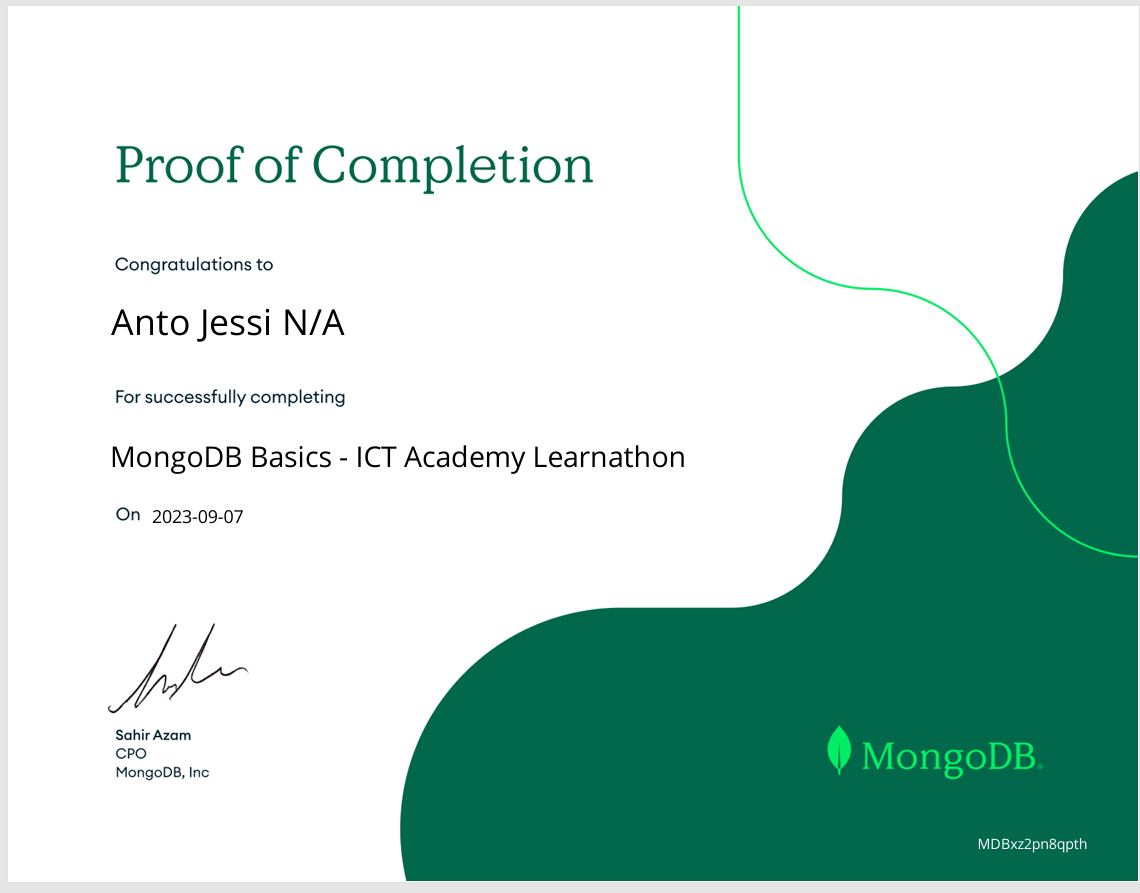 Proof of Completion
Congratulations to
Anto Jessi N/A
For successfully completing
MongoDB Basics - ICT Academy Learnathon
On 2023-09-07
Sahir Azam
CPO
MongoDB, Inc
MongoDB®
MDBxz2pn8qpth